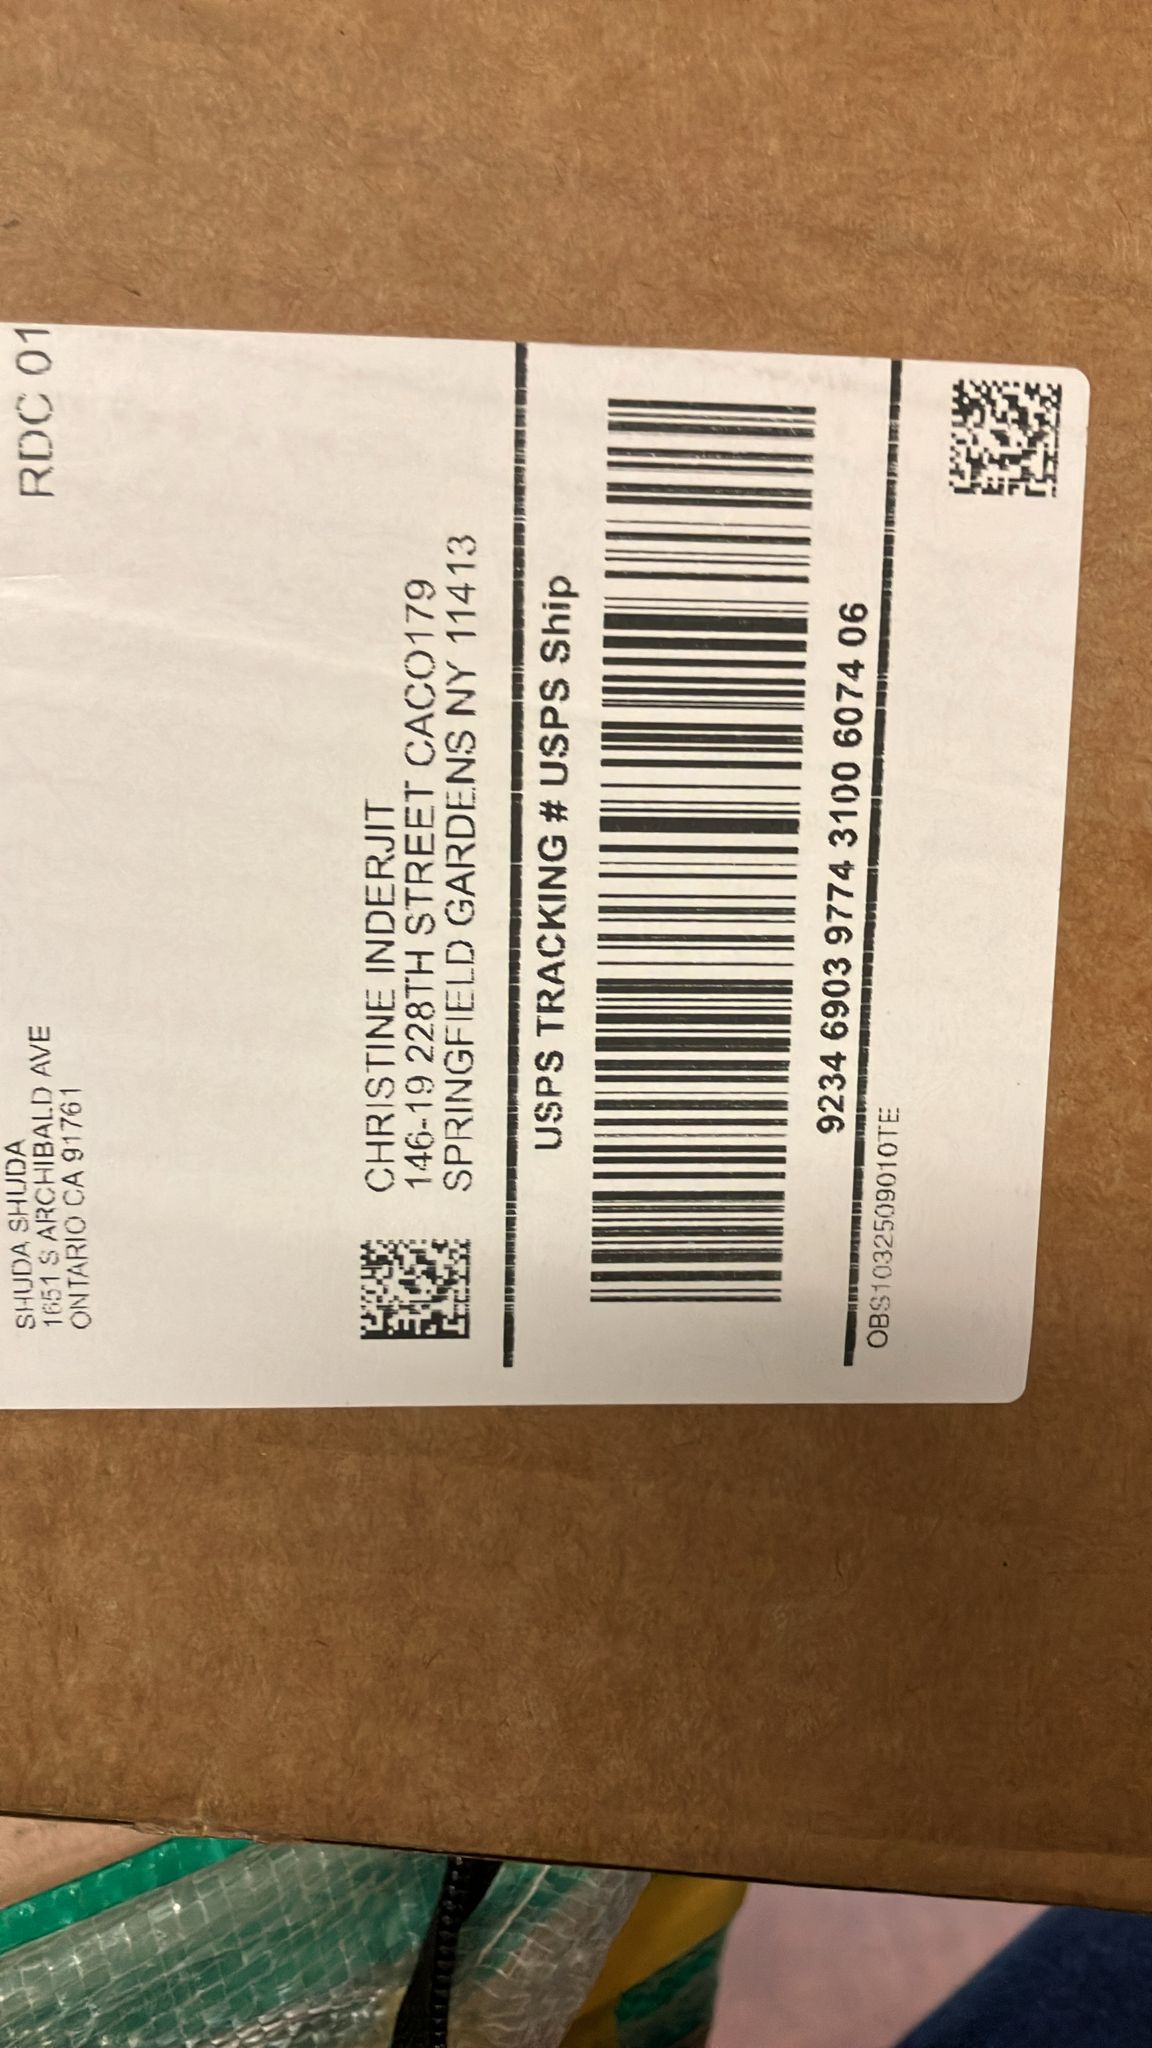 RDC 01
SHUDA SHUDA
1651 S ARCHIBALD AVE
ONTARIO CA 91761
CHRISTINE INDERJIT
146-19 228TH STREET CACO179
SPRINGFIELD GARDENS NY 11413
USPS TRACKING # USPS Ship
9234 6903 9774 3100 6074 06
OBS1032509010TE